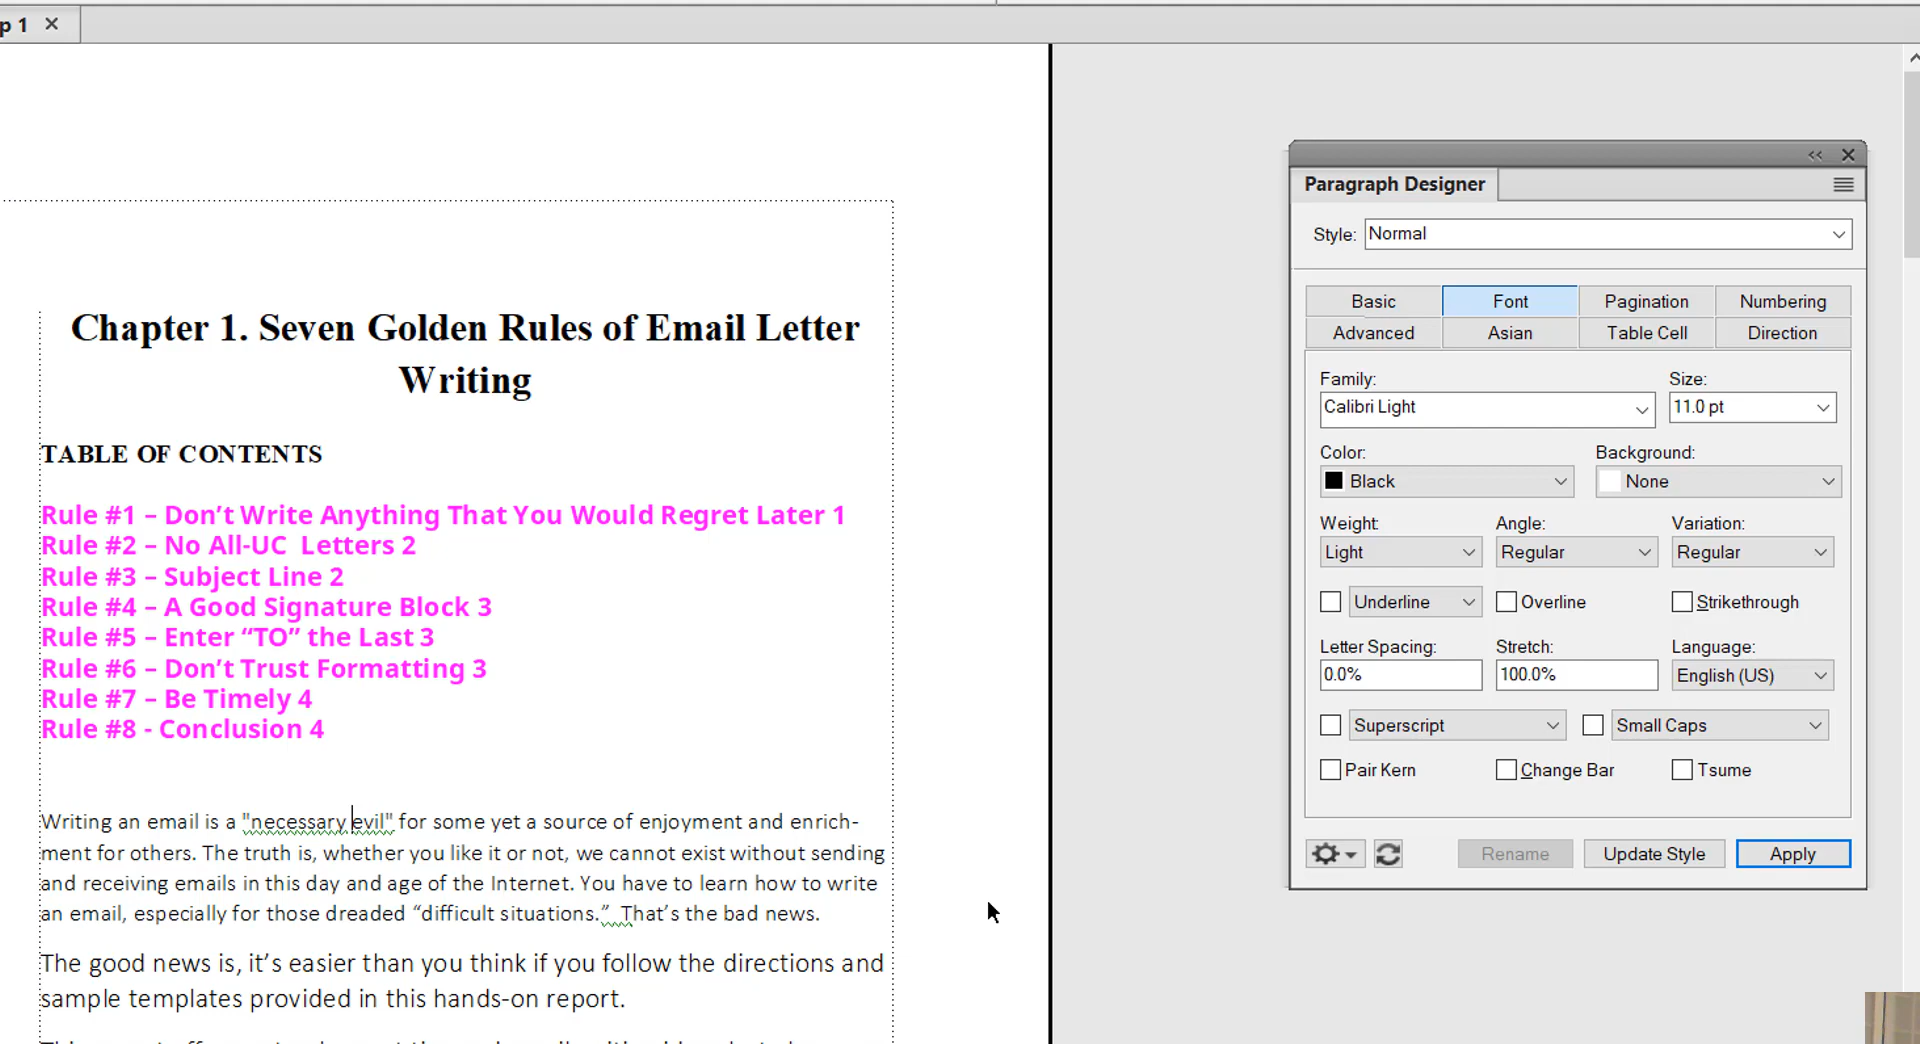 p 1
Chapter 1. Seven Golden Rules of Email Letter
Writing
TABLE OF CONTENTS
Rule #1 – Don’t Write Anything That You Would Regret Later 1
Rule #2 – No All-UC  Letters 2
Rule #3 – Subject Line 2
Rule #4 – A Good Signature Block 3
Rule #5 – Enter “TO” the Last 3
Rule #6 – Don’t Trust Formatting 3
Rule #7 – Be Timely 4
Rule #8 - Conclusion 4
Writing an email is a "necessary evil" for some yet a source of enjoyment and enrich-
ment for others. The truth is, whether you like it or not, we cannot exist without sending
and receiving emails in this day and age of the Internet. You have to learn how to write
an email, especially for those dreaded “difficult situations.”  That’s the bad news.
The good news is, it’s easier than you think if you follow the directions and
sample templates provided in this hands-on report.
Paragraph Designer
Style: Normal
Basic Font Pagination Numbering
Advanced Asian Table Cell Direction
Family: Size:
Calibri Light 11.0 pt
Color: Background:
Black None
Weight: Angle: Variation:
Light Regular Regular
Underline Overline Strikethrough
Letter Spacing: Stretch: Language:
0.0% 100.0% English (US)
Superscript Small Caps
Pair Kern Change Bar Tsume
Rename Update Style Apply